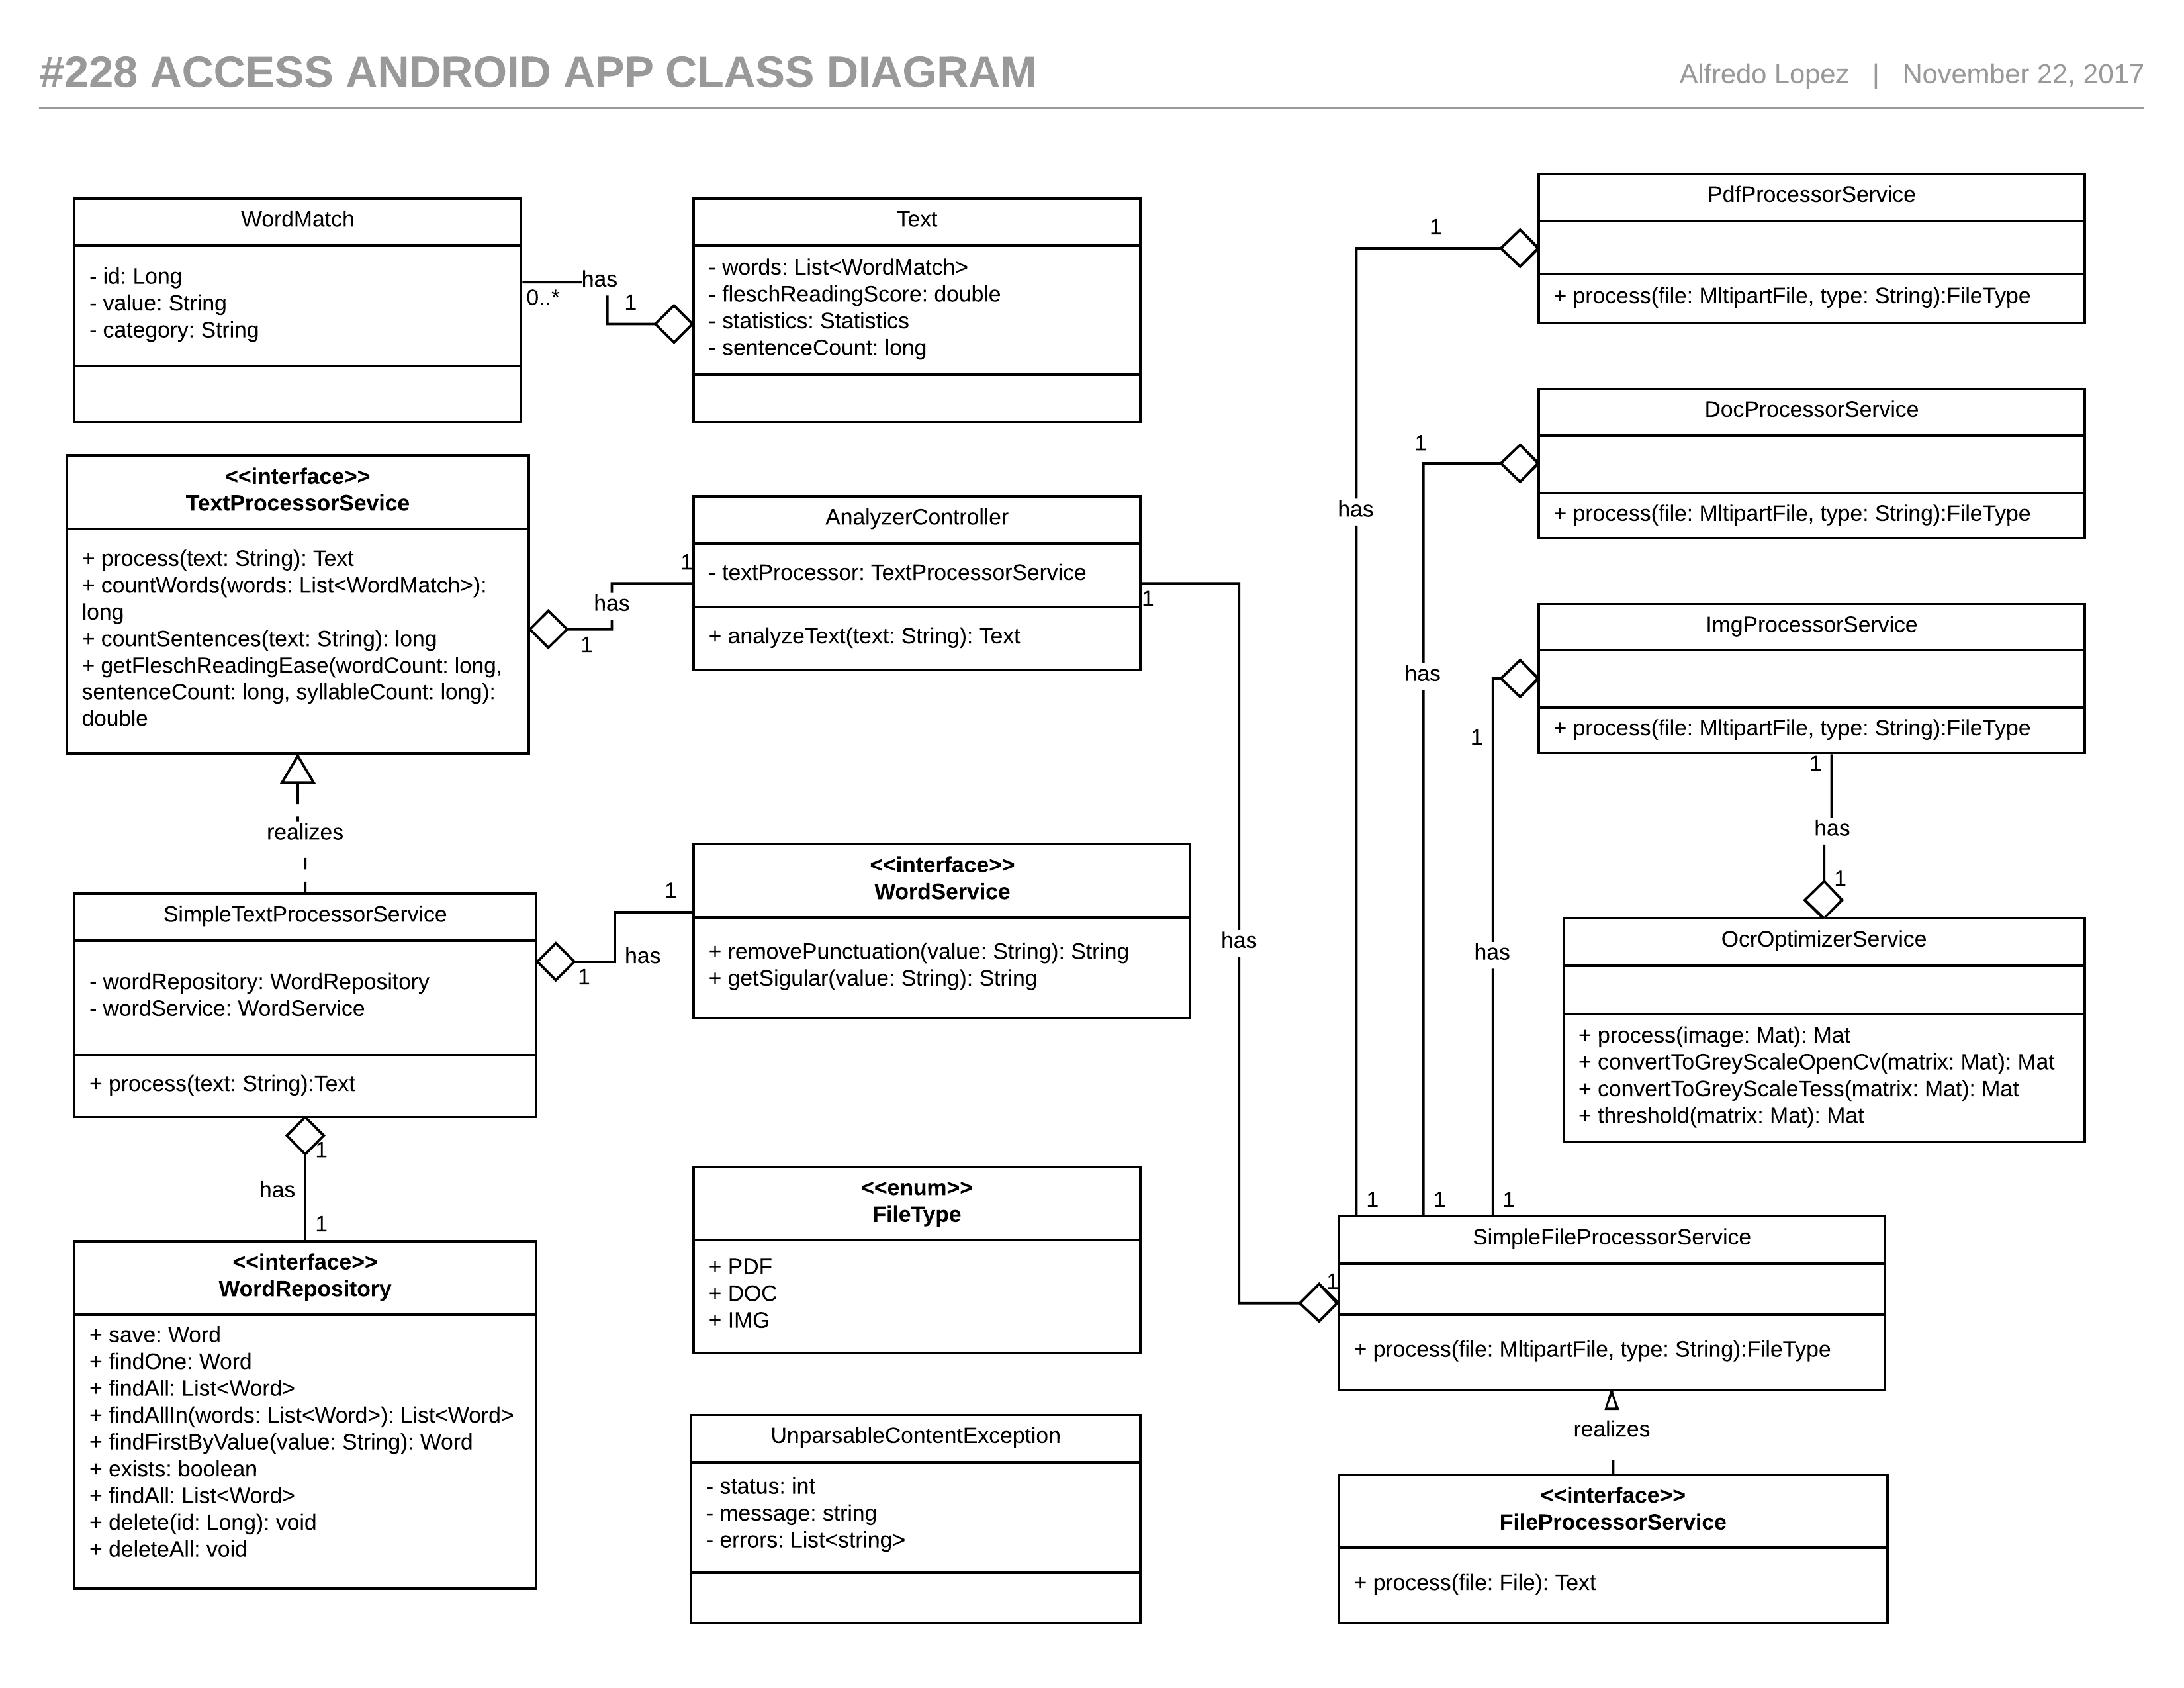 #228 ACCESS ANDROID APP CLASS DIAGRAM
Alfredo Lopez | November 22, 2017
WordMatch
- id: Long
- value: String
- category: String
has
0..*
1
Text
- words: List<WordMatch>
- fleschReadingScore: double
- statistics: Statistics
- sentenceCount: long
<<interface>>
TextProcessorSevice
+ process(text: String): Text
+ countWords(words: List<WordMatch>):
long
+ countSentences(text: String): long
+ getFleschReadingEase(wordCount: long,
sentenceCount: long, syllableCount: long):
double
1
has
1
AnalyzerController
- textProcessor: TextProcessorService
+ analyzeText(text: String): Text
1
has
realizes
SimpleTextProcessorService
- wordRepository: WordRepository
- wordService: WordService
+ process(text: String):Text
1
has
1
<<interface>>
WordService
+ removePunctuation(value: String): String
+ getSigular(value: String): String
1
has
1
<<interface>>
WordRepository
+ save: Word
+ findOne: Word
+ findAll: List<Word>
+ findAllIn(words: List<Word>): List<Word>
+ findFirstByValue(value: String): Word
+ exists: boolean
+ findAll: List<Word>
+ delete(id: Long): void
+ deleteAll: void
<<enum>>
FileType
+ PDF
+ DOC
+ IMG
UnparsableContentException
- status: int
- message: string
- errors: List<string>
PdfProcessorService
+ process(file: MltipartFile, type: String):FileType
1
has
DocProcessorService
+ process(file: MltipartFile, type: String):FileType
1
has
ImgProcessorService
+ process(file: MltipartFile, type: String):FileType
1
has
1
has
1
OcrOptimizerService
+ process(image: Mat): Mat
+ convertToGreyScaleOpenCv(matrix: Mat): Mat
+ convertToGreyScaleTess(matrix: Mat): Mat
+ threshold(matrix: Mat): Mat
1
1
1
1
SimpleFileProcessorService
+ process(file: MltipartFile, type: String):FileType
realizes
<<interface>>
FileProcessorService
+ process(file: File): Text